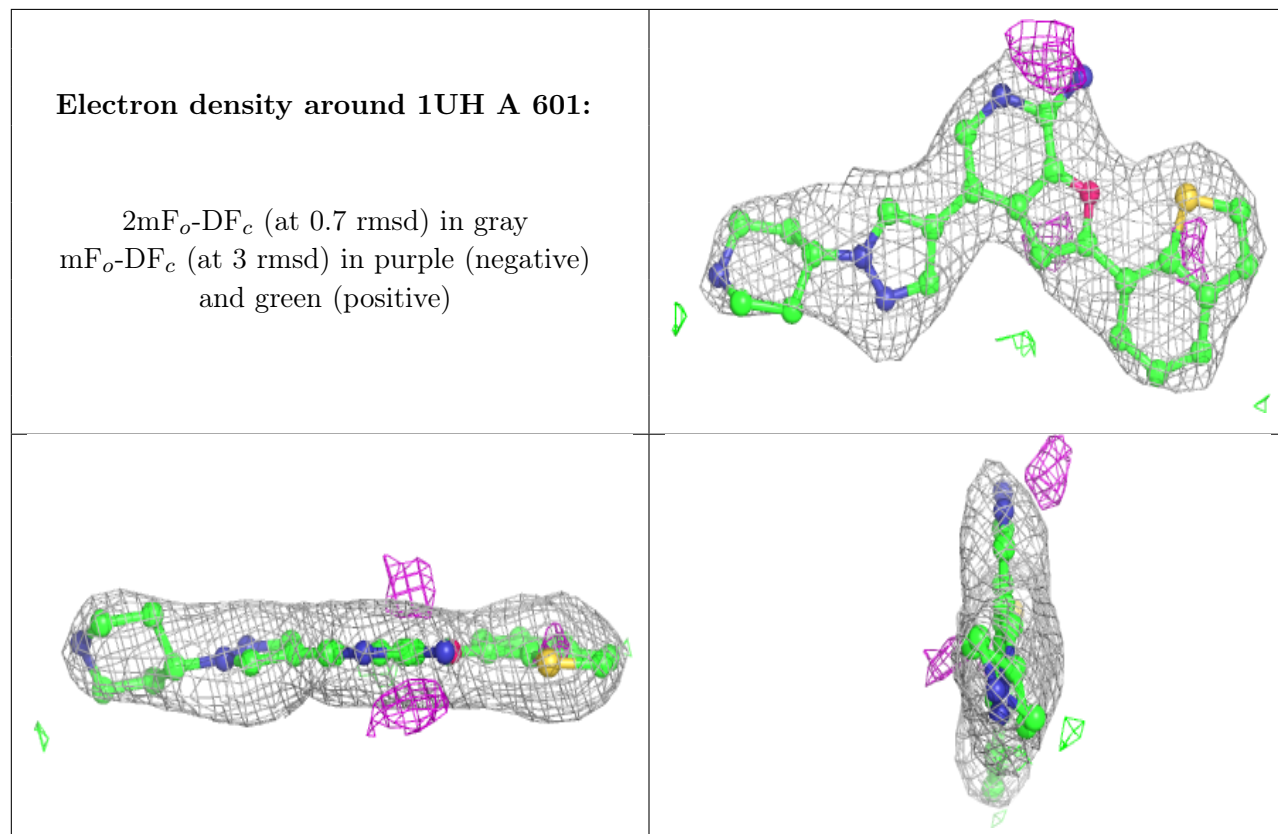 Electron density around 1UH A 601:
2mFo-DFc (at 0.7 rmsd) in gray
mFo-DFc (at 3 rmsd) in purple (negative)
and green (positive)